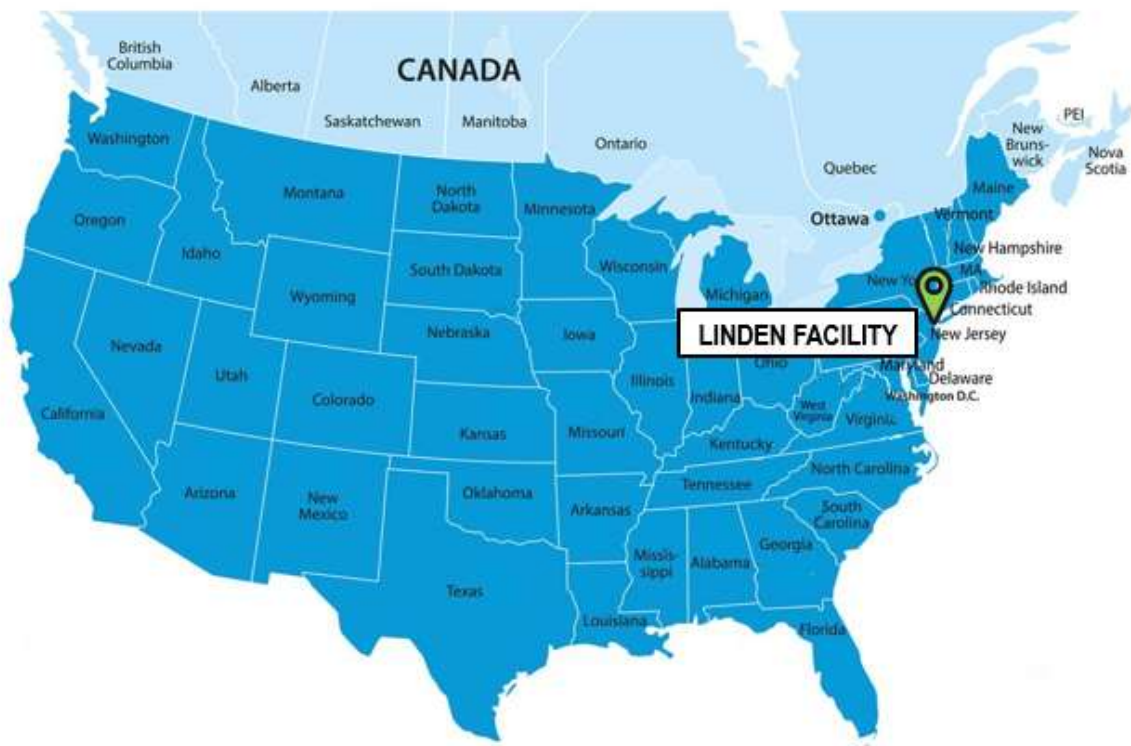 British
Columbia
Alberta
CANADA
Saskatchewan
Manitoba
Ontario
Quebec
PEI
New
Bruns-
wick
Nova
Scotia
Ottawa
Washington
Montana
North
Dakota
Minnesota
Maine
Vermont
Oregon
Idaho
South Dakota
Wisconsin
New Hampshire
Wyoming
Michigan
New Yo
MA
Rhode Island
Connecticut
LINDEN FACILITY
New Jersey
Nevada
Utah
Nebraska
Iowa
Illinois
Indiana
Ohio
Maryland
Delaware
Washington D.C.
California
Colorado
Kansas
Missouri
West
Virginia
Virginia
Kentucky
Arizona
New
Mexico
Oklahoma
Arkansas
Tennessee
North Carolina
South
Carolina
Texas
Missis-
sippi
Alabama
Georgia
Louisiana
Florida